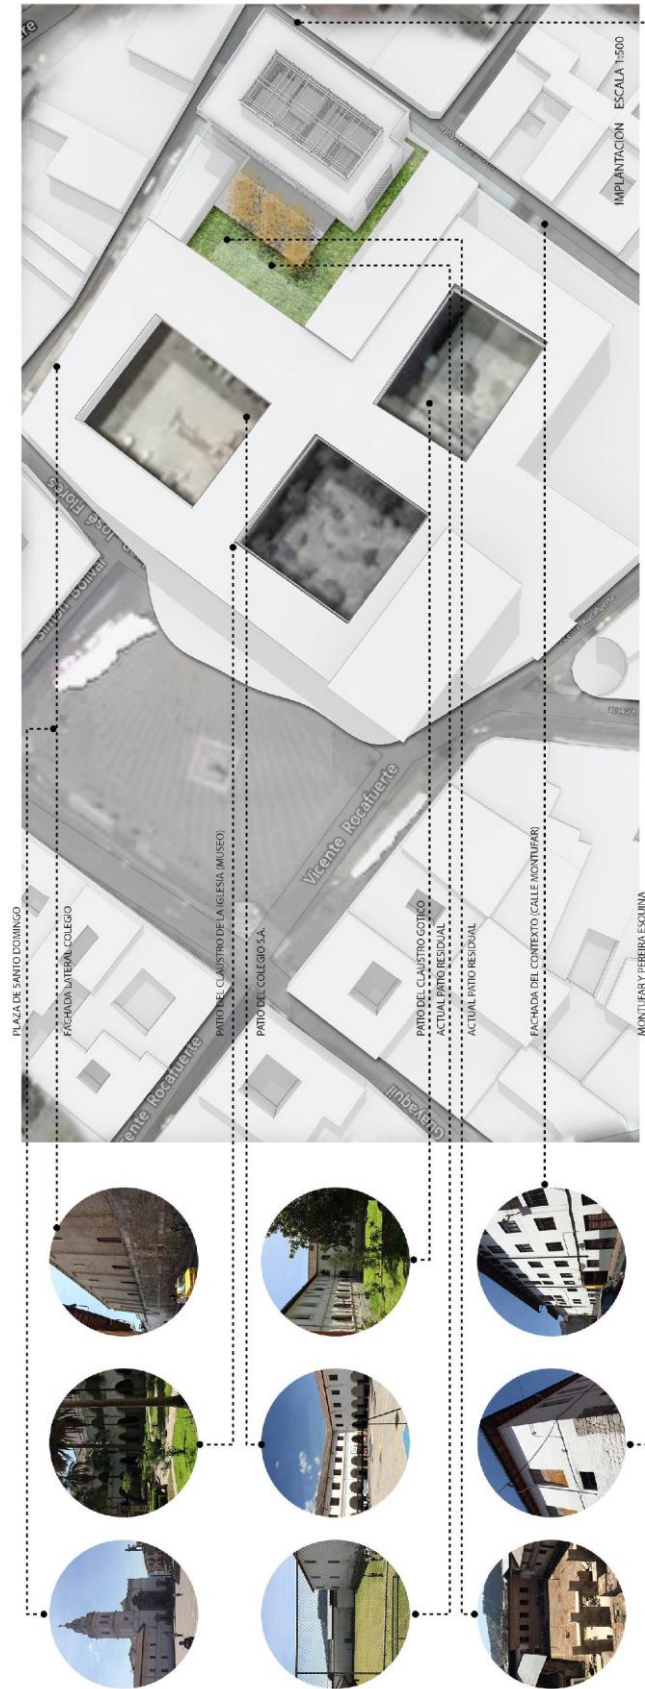 PLAZA DE SANTO DOMINGO
FACHADA LATERAL COLEGIO
PATIO DEL CLAUSTRO DE LA IGLESIA (MUSEO)
PATIO DEL COLEGIO S.A.
PATIO DEL CLAUSTRO GOTICO
ACTUAL PATIO RESIDUAL
ACTUAL PATIO RESIDUAL
FACHADA DEL CONTEXTO (CALLE MONTUFAR)
MONTUFAR Y PEREIRA ESQUINA
IMPLANTACION ESCALA 1:500
Simón Bolívar
José Flores
Vicente Rocafuerte
Vicente Rocafuerte
cente Rocafuerte
Guayaquil